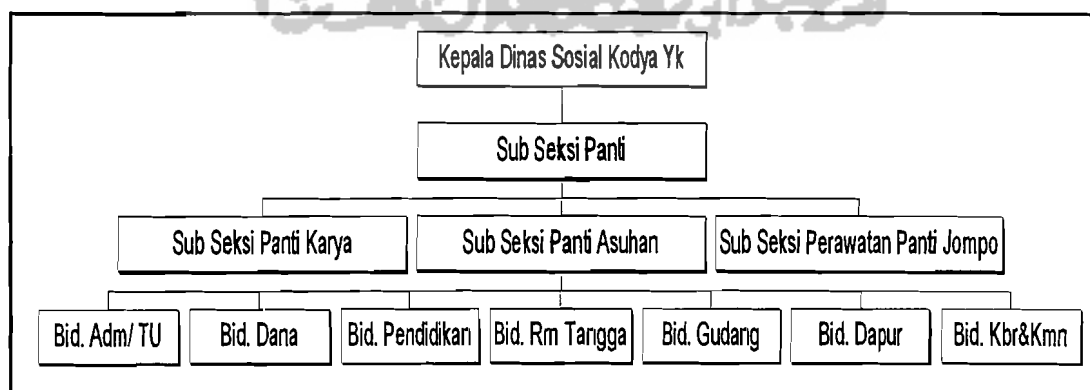 Kepala Dinas Sosial Kodya Yk
Sub Seksi Panti
Sub Seksi Panti Karya
Sub Seksi Panti Asuhan
Sub Seksi Perawatan Panti Jompo
Bid. Adm/ TU
Bid. Dana
Bid. Pendidikan
Bid. Rm Tangga
Bid. Gudang
Bid. Dapur
Bid. Kbr&Kmn